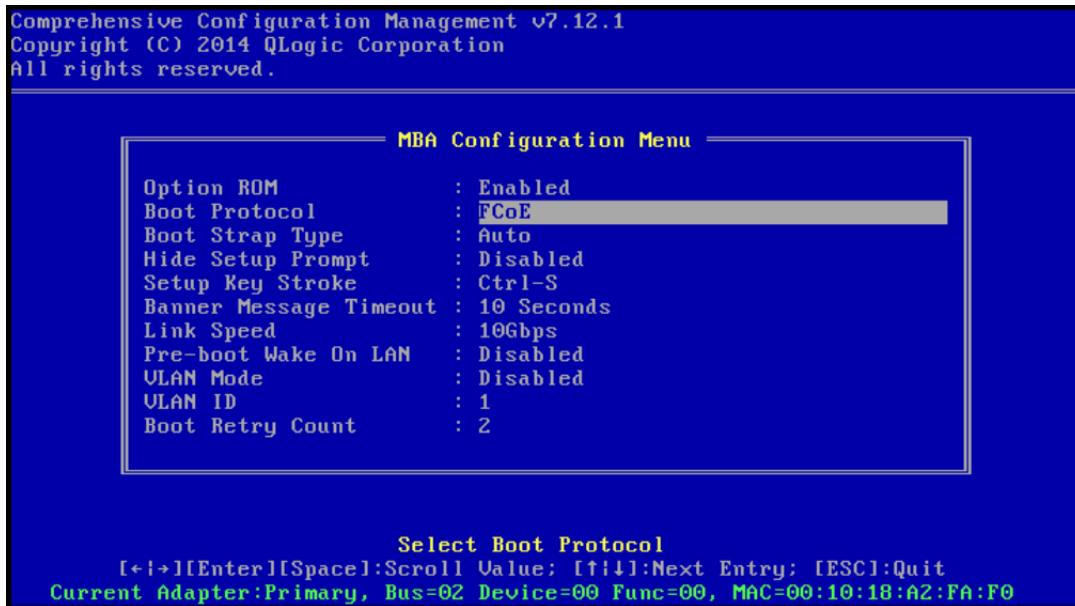 Comprehensive Configuration Management v7.12.1
Copyright (C) 2014 QLogic Corporation
All rights reserved.
MBA Configuration Menu
Option ROM : Enabled
Boot Protocol : FCoE
Boot Strap Type : Auto
Hide Setup Prompt : Disabled
Setup Key Stroke : Ctrl-S
Banner Message Timeout : 10 Seconds
Link Speed : 10Gbps
Pre-boot Wake On LAN : Disabled
VLAN Mode : Disabled
VLAN ID : 1
Boot Retry Count : 2
Select Boot Protocol
[←|→][Enter][Space]:Scroll Value; [↑|↓]:Next Entry; [ESC]:Quit
Current Adapter:Primary, Bus=02 Device=00 Func=00, MAC=00:10:18:A2:FA:F0